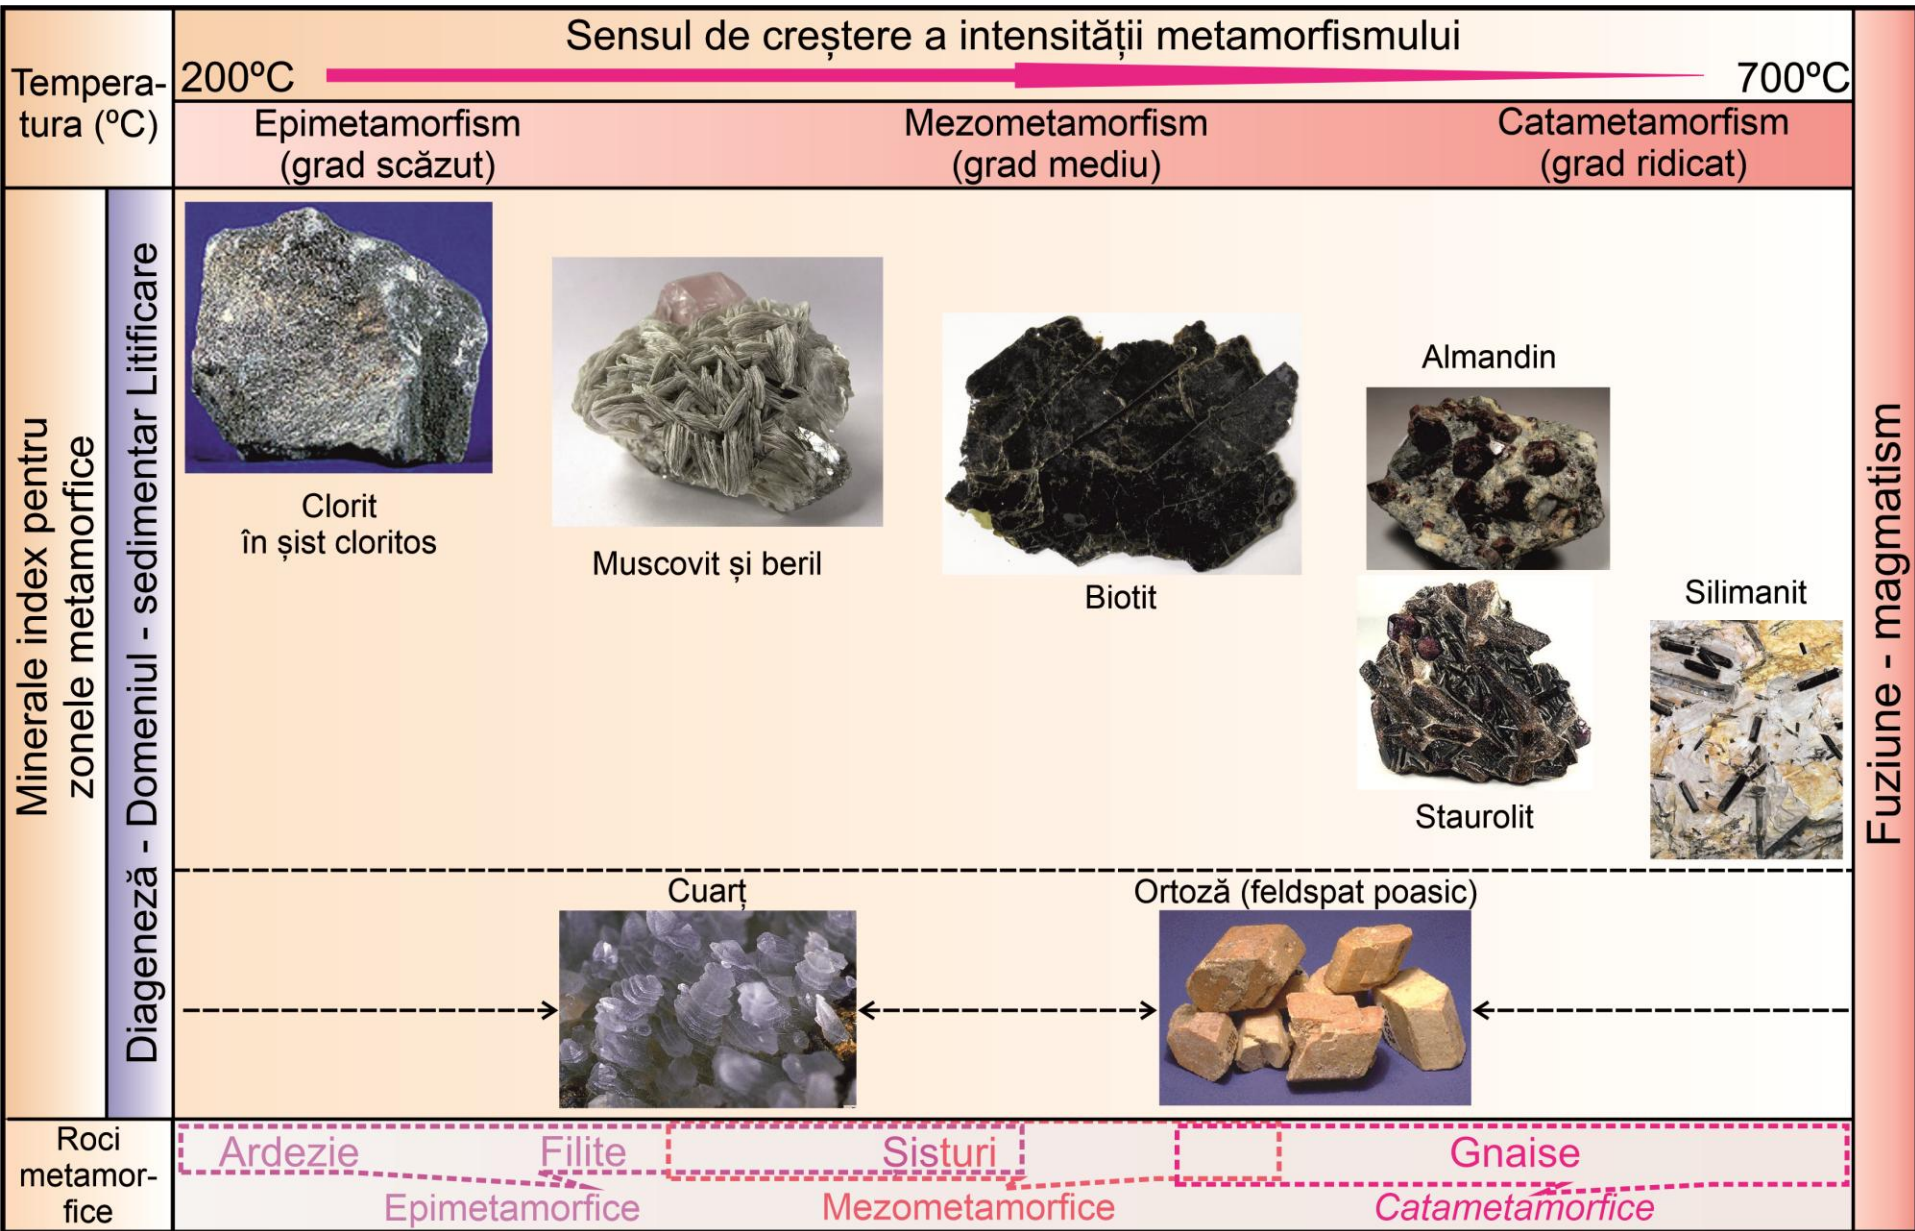 Sensul de creștere a intensității metamorfismului
Tempera-
tura (ºC)
200ºC
700ºC
Epimetamorfism
(grad scăzut)
Mezometamorfism
(grad mediu)
Catametamorfism
(grad ridicat)
Minerale index pentru
zonele metamorfice
Diageneză - Domeniul - sedimentar Litificare
Clorit
în șist cloritos
Muscovit și beril
Biotit
Almandin
Staurolit
Silimanit
Cuarț
Ortoză (feldspat poasic)
Fuziune - magmatism
Roci
metamor-
fice
Ardezie
Filite
Sisturi
Gnaise
Epimetamorfice
Mezometamorfice
Catametamorfice